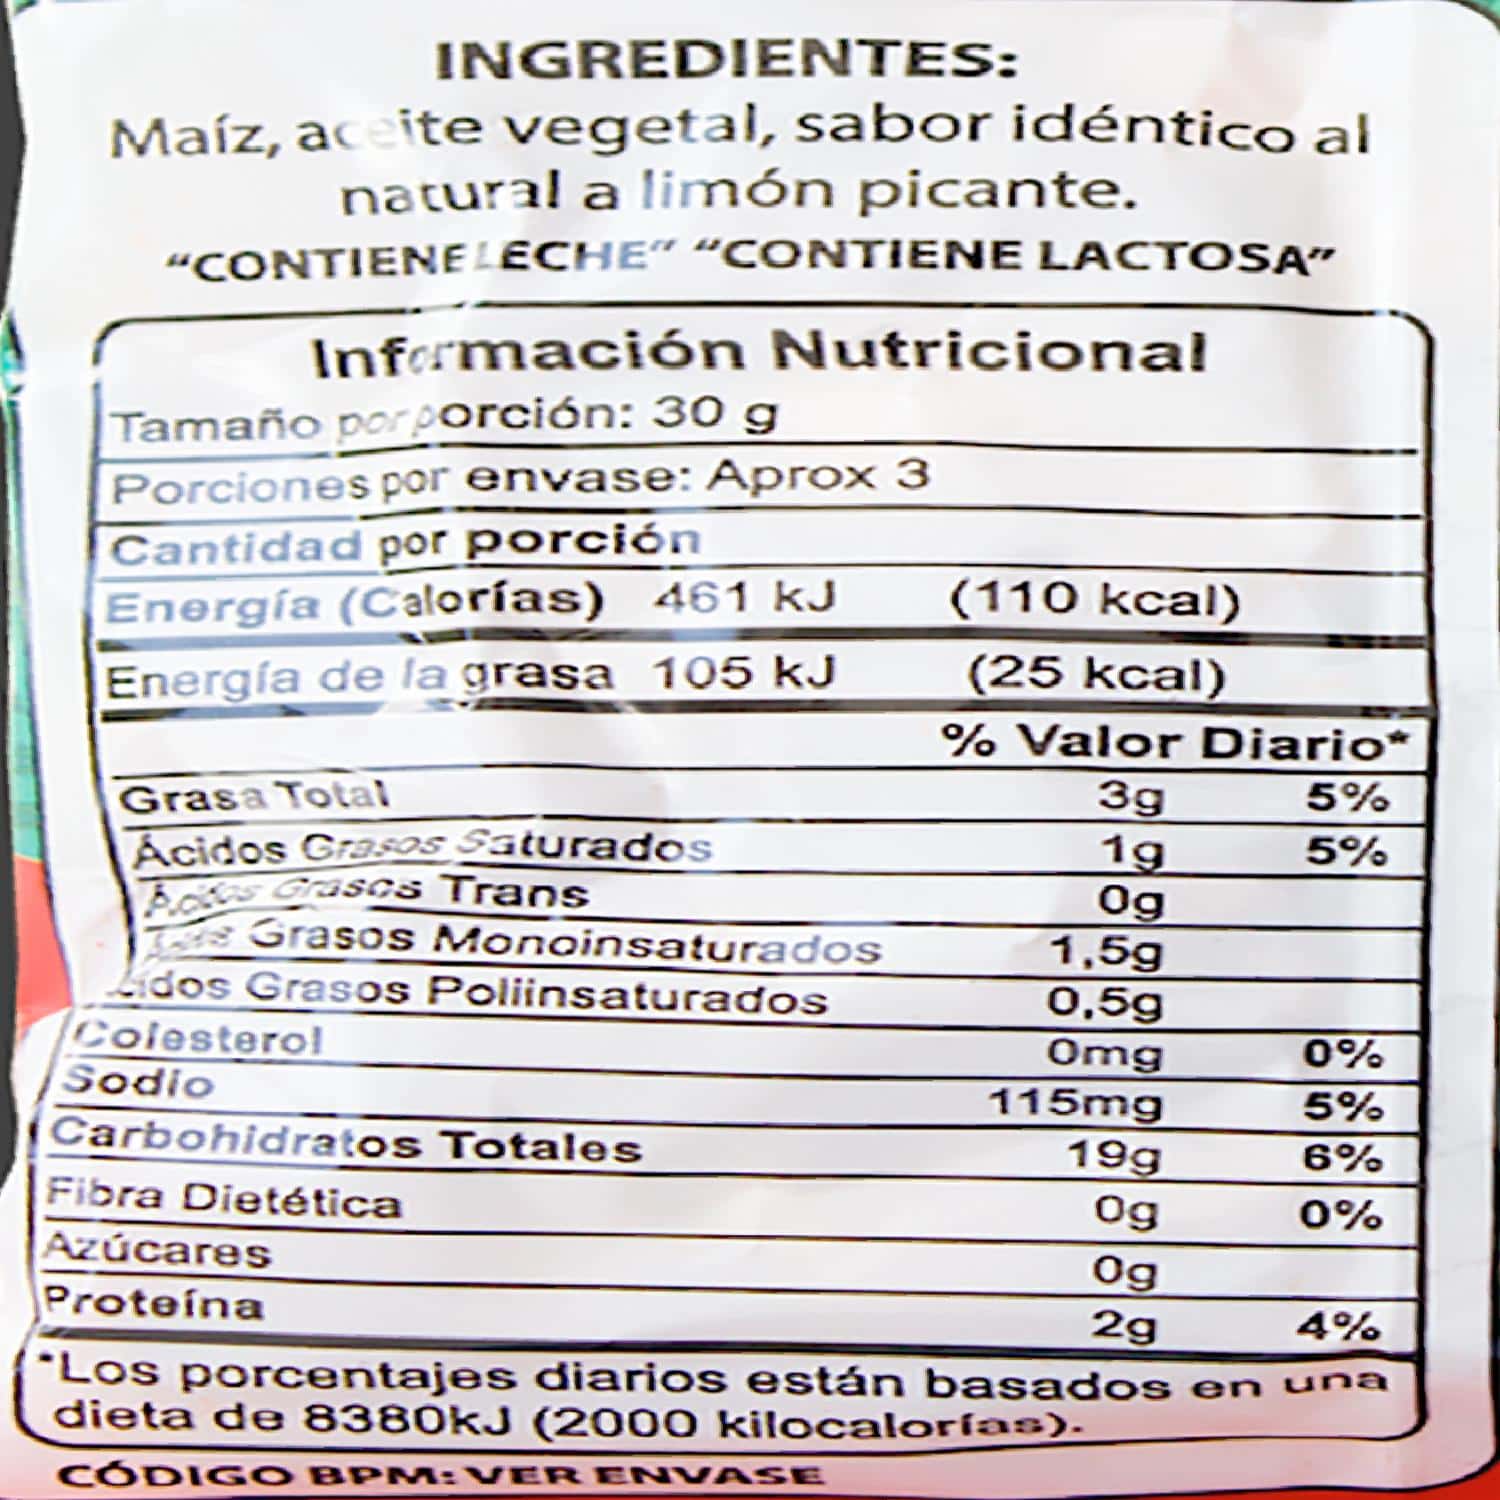 INGREDIENTES:
Maíz, aceite vegetal, sabor idéntico al
natural a limón picante.
"CONTIENE LECHE" "CONTIENE LACTOSA"
Información Nutricional
Tamaño por porción: 30 g
Porciones por envase: Aprox 3
Cantidad por porción
Energía (Calorías) 461 kJ (110 kcal)
Energía de la grasa 105 kJ (25 kcal)
% Valor Diario*
Grasa Total 3g 5%
Ácidos Grasos Saturados 1g 5%
Ácidos Grasos Trans 0g
Ácidos Grasos Monoinsaturados 1,5g
Ácidos Grasos Poliinsaturados 0,5g
Colesterol 0mg 0%
Sodio 115mg 5%
Carbohidratos Totales 19g 6%
Fibra Dietética 0g 0%
Azúcares 0g
Proteína 2g 4%
*Los porcentajes diarios están basados en una
dieta de 8380kJ (2000 kilocalorías).
CÓDIGO BPM: VER ENVASE